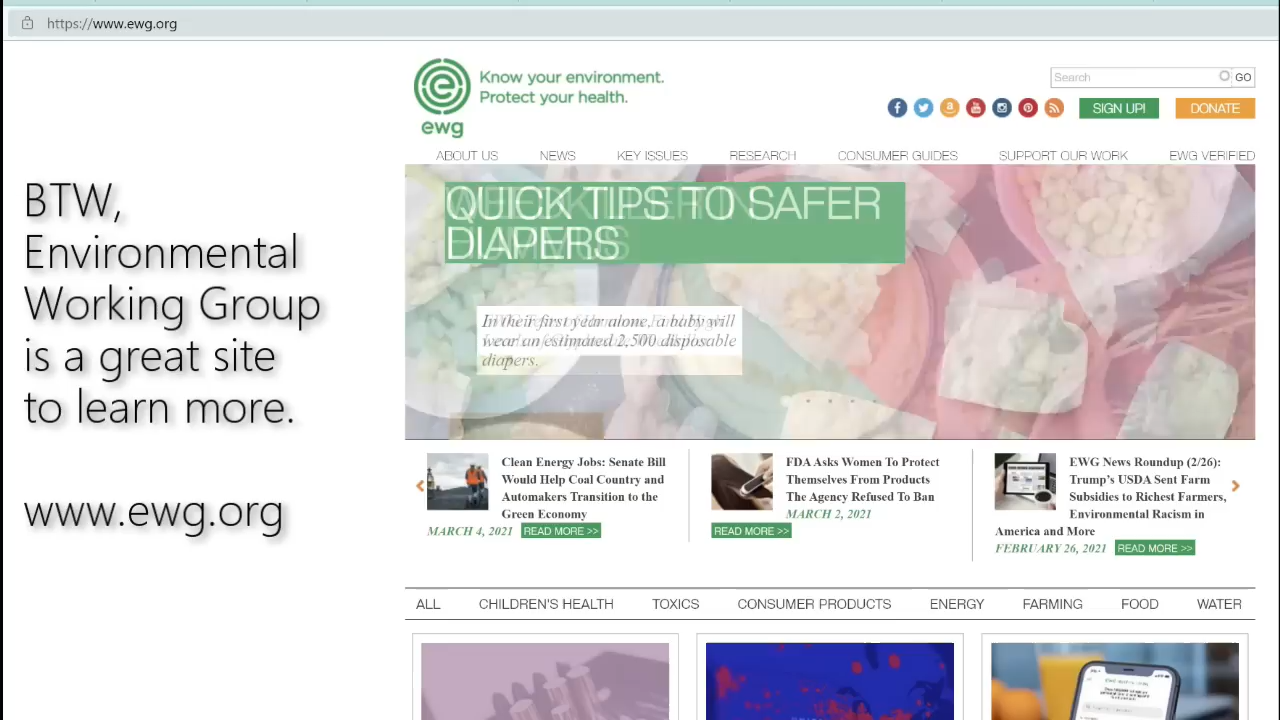 https://www.ewg.org
Know your environment.
Protect your health.
ewg
Search
GO
SIGN UP!
DONATE
ABOUT US
NEWS
KEY ISSUES
RESEARCH
CONSUMER GUIDES
SUPPORT OUR WORK
EWG VERIFIED
BTW,
Environmental
Working Group
is a great site
to learn more.
www.ewg.org
QUICK TIPS TO SAFER
DIAPERS
In their first year alone, a baby will
wear an estimated 2,500 disposable
diapers.
Clean Energy Jobs: Senate Bill
Would Help Coal Country and
Automakers Transition to the
Green Economy
MARCH 4, 2021 READ MORE >>
FDA Asks Women To Protect
Themselves From Products
The Agency Refused To Ban
MARCH 2, 2021
READ MORE >>
EWG News Roundup (2/26):
Trump's USDA Sent Farm
Subsidies to Richest Farmers,
Environmental Racism in
America and More
FEBRUARY 26, 2021 READ MORE >>
ALL
CHILDREN'S HEALTH
TOXICS
CONSUMER PRODUCTS
ENERGY
FARMING
FOOD
WATER